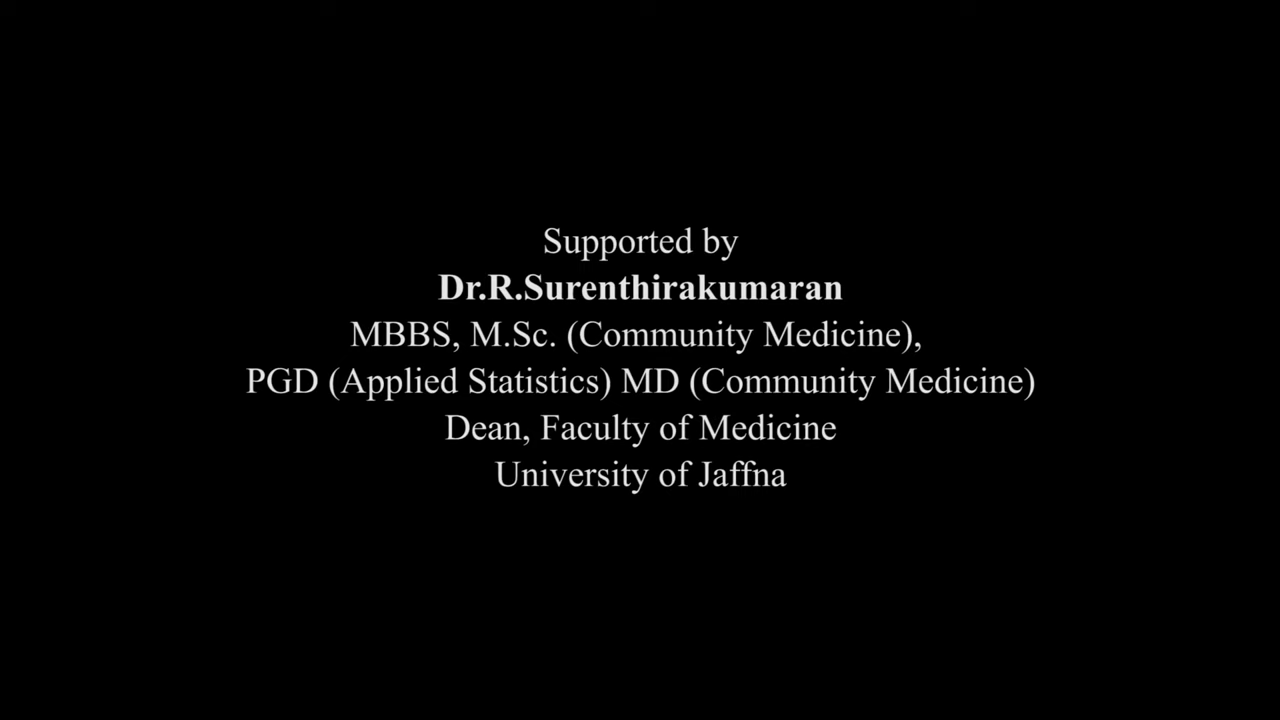 Supported by
Dr.R.Surenthirakumaran
MBBS, M.Sc. (Community Medicine),
PGD (Applied Statistics) MD (Community Medicine)
Dean, Faculty of Medicine
University of Jaffna